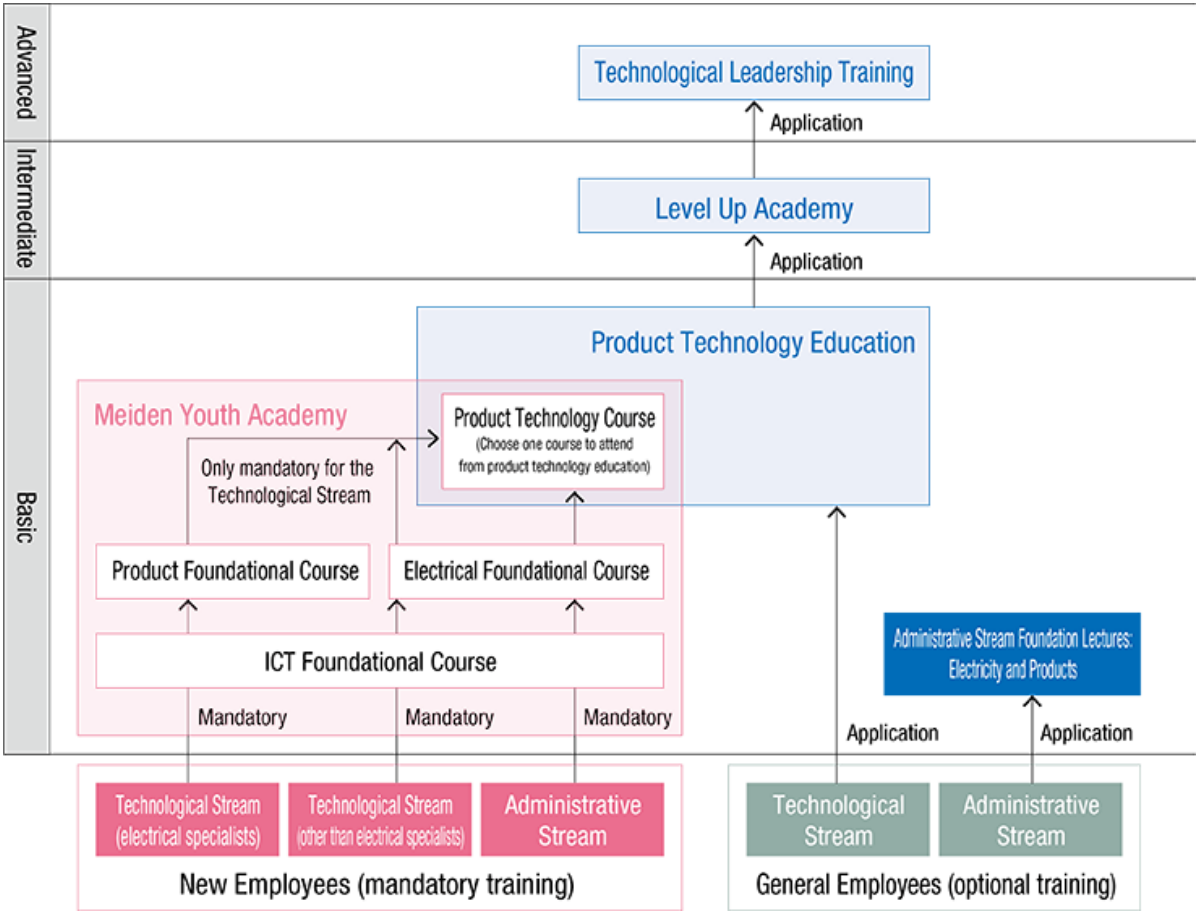 Advanced
Technological Leadership Training
Application
Intermediate
Level Up Academy
Application
Basic
Product Technology Education
Meiden Youth Academy
Product Technology Course
(Choose one course to attend
from product technology education)
Only mandatory for the
Technological Stream
Product Foundational Course
Electrical Foundational Course
ICT Foundational Course
Administrative Stream Foundation Lectures:
Electricity and Products
Mandatory
Mandatory
Mandatory
Application
Application
Technological Stream
(electrical specialists)
Technological Stream
(other than electrical specialists)
Administrative
Stream
Technological
Stream
Administrative
Stream
New Employees (mandatory training)
General Employees (optional training)